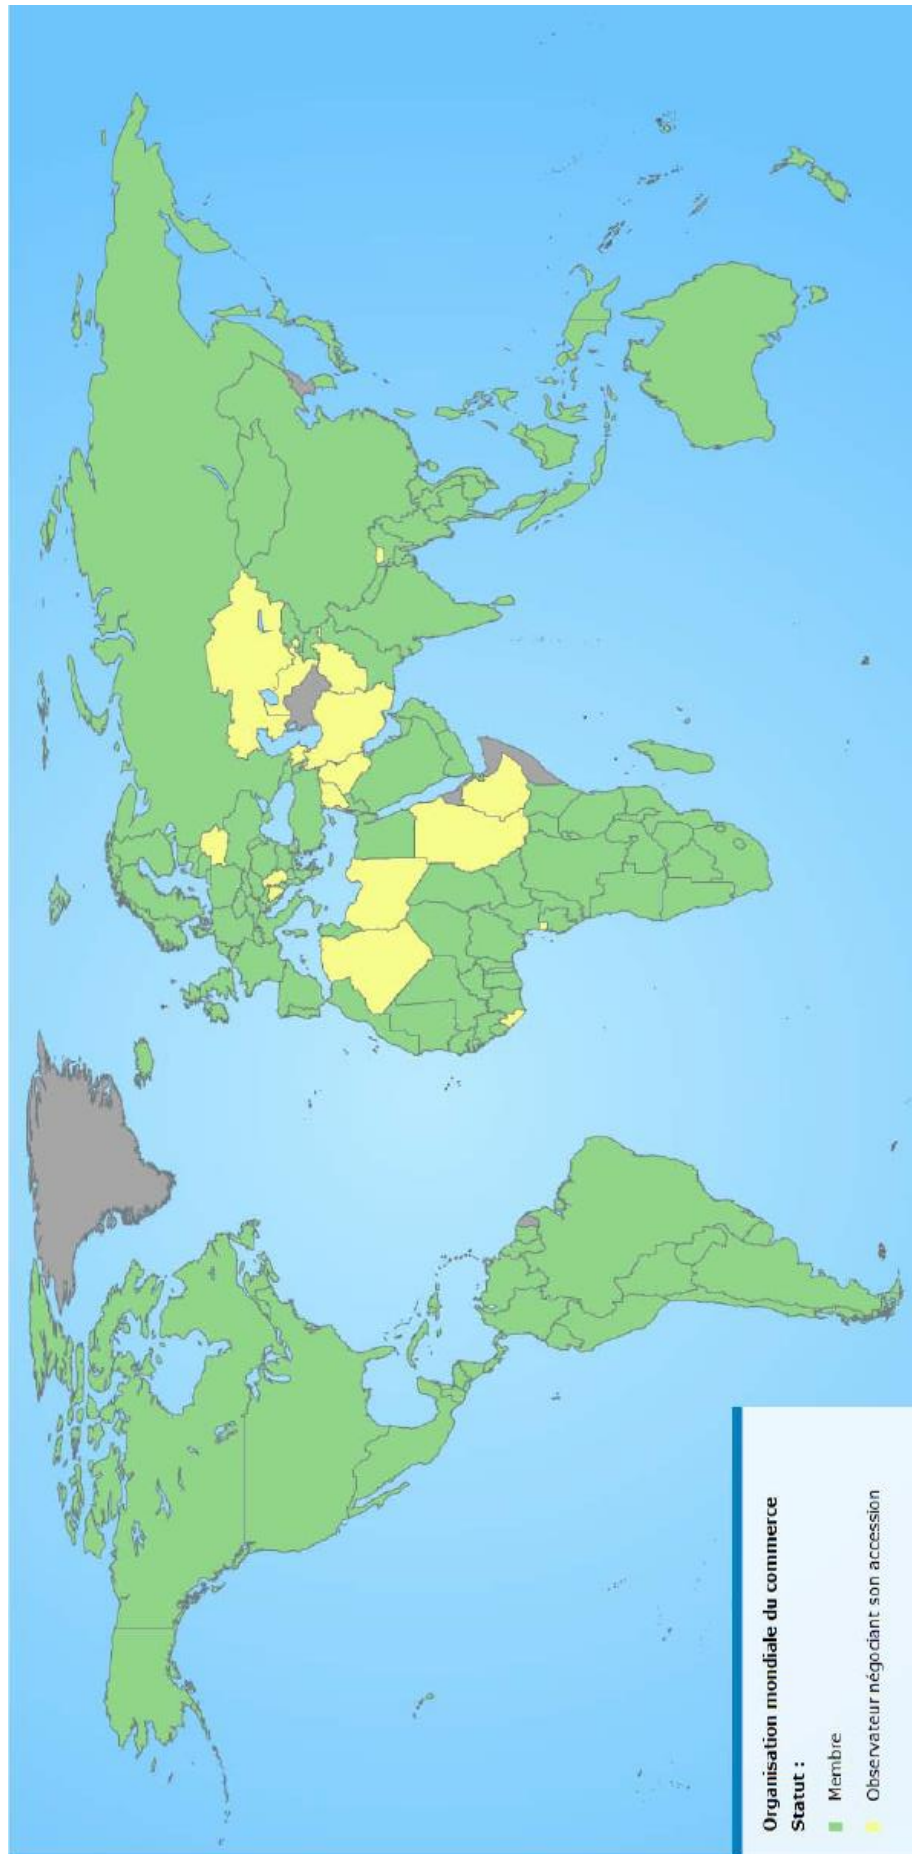 Organisation mondiale du commerce
Statut :
Membre
Observateur négociant son accession